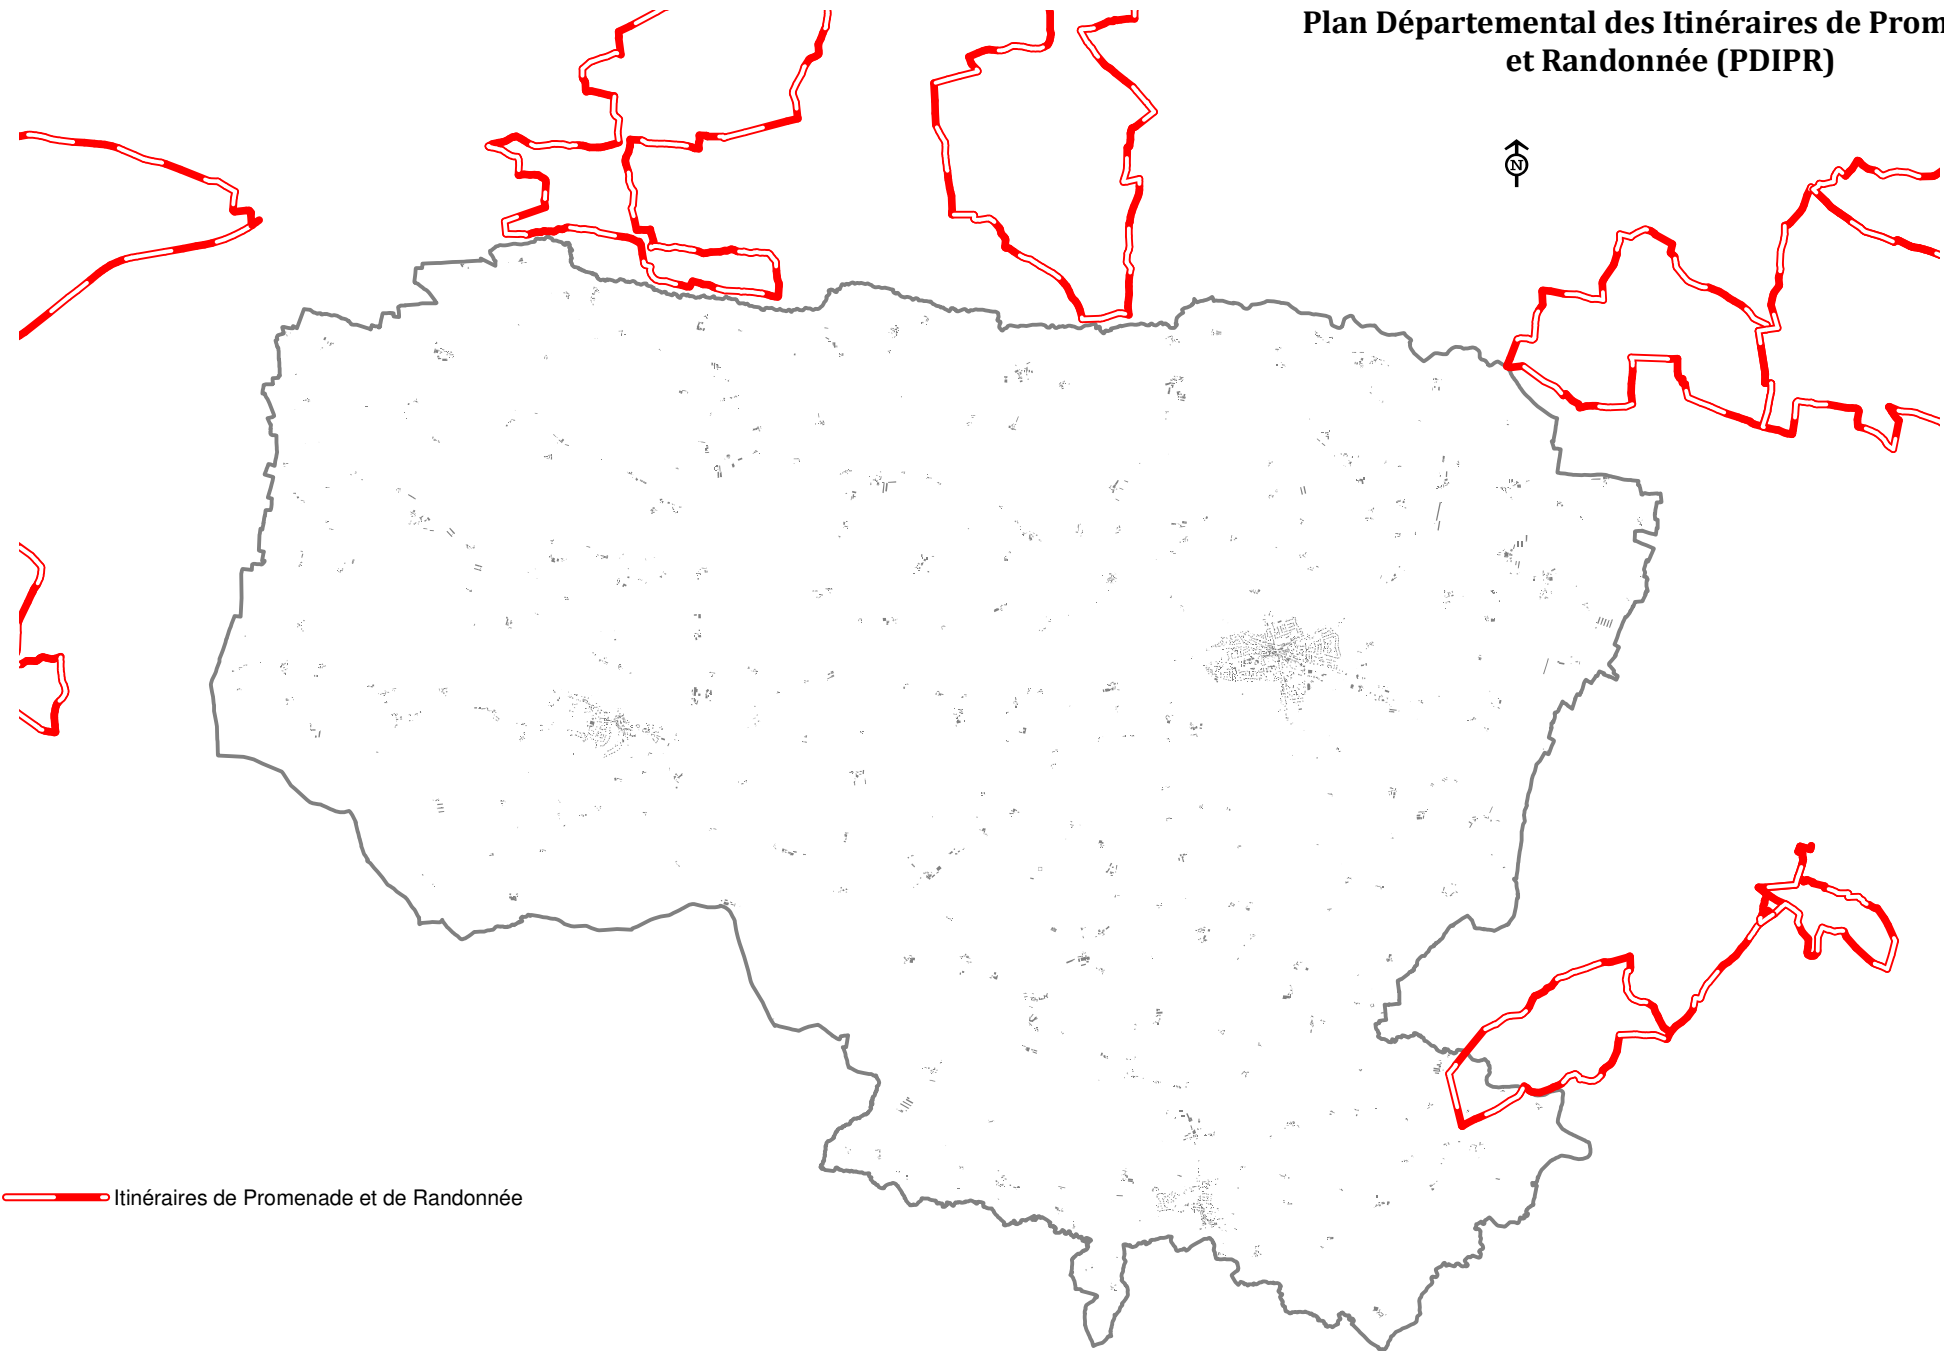 Plan Départemental des Itinéraires de Prom
et Randonnée (PDIPR)
N
Itinéraires de Promenade et de Randonnée